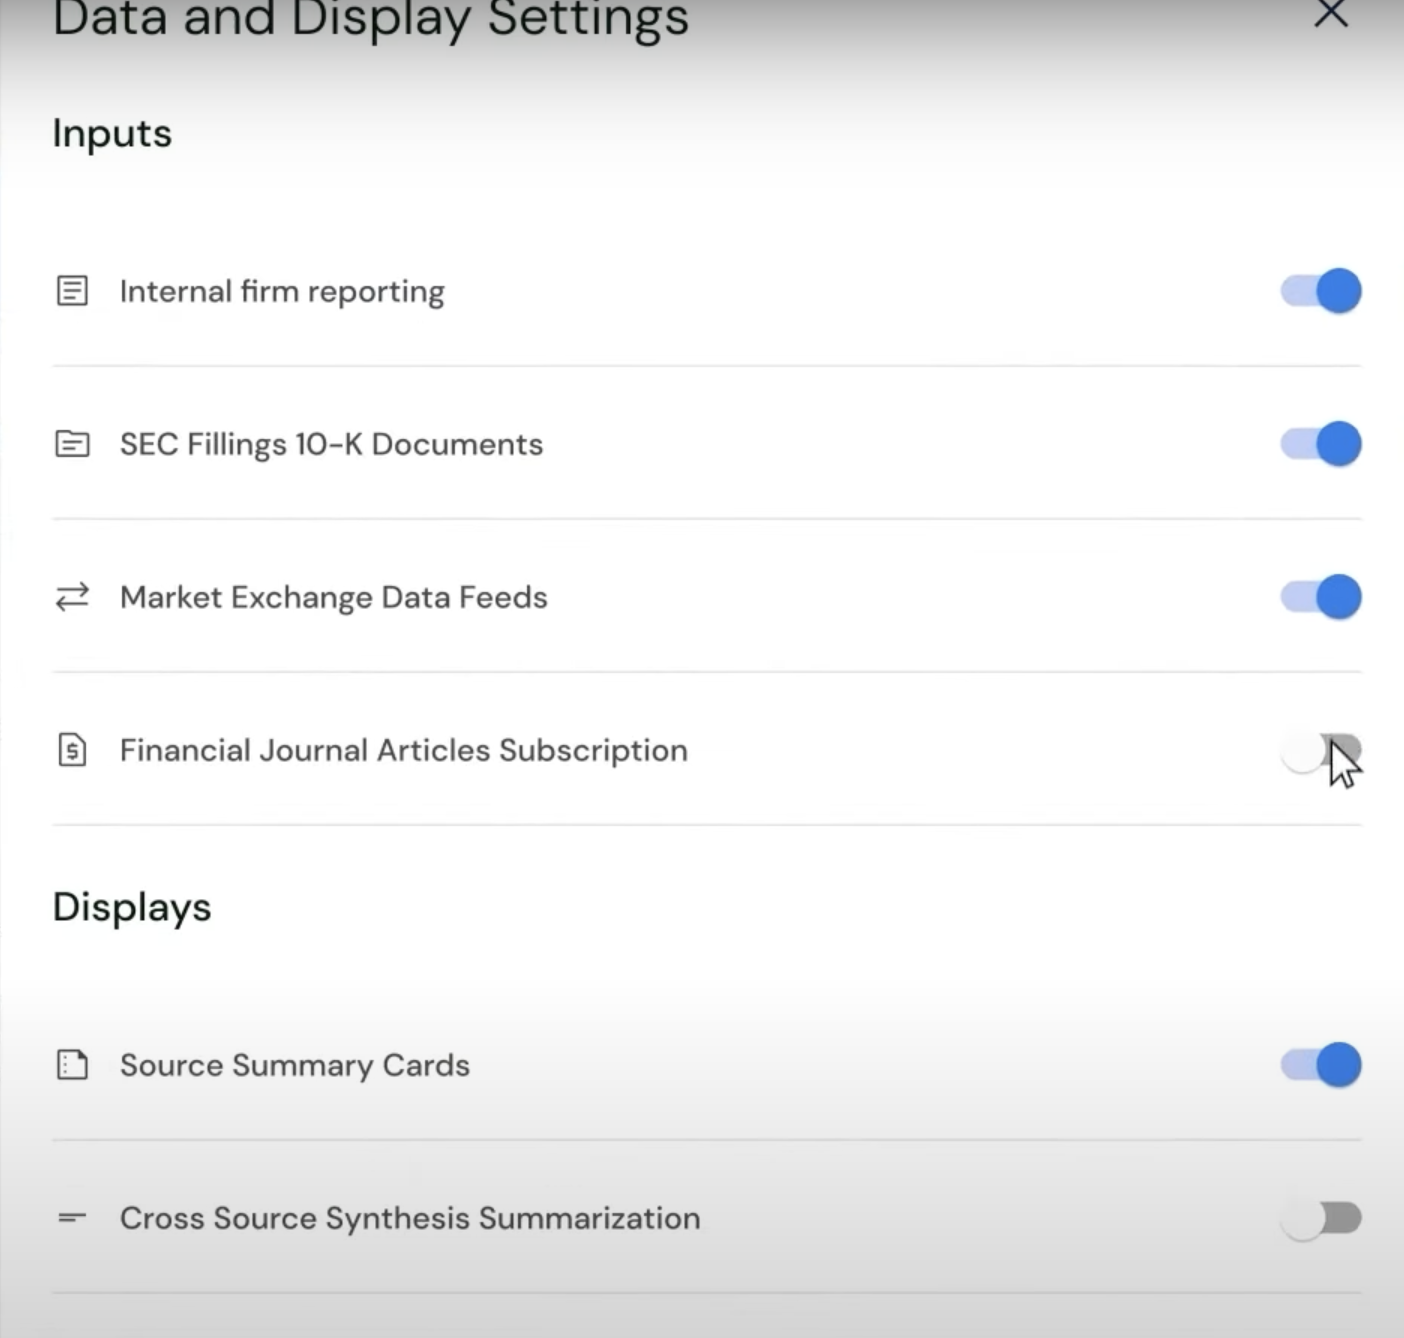 Data and Display Settings
Inputs
Internal firm reporting
SEC Fillings 10-K Documents
Market Exchange Data Feeds
Financial Journal Articles Subscription
Displays
Source Summary Cards
Cross Source Synthesis Summarization